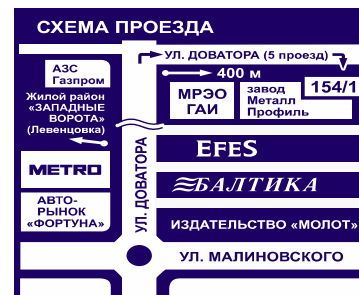 СХЕМА ПРОЕЗДА
УЛ. ДОВАТОРА (5 проезд)
400 м
АЗС
Газпром
МРЭО
ГАИ
завод
Металл
Профиль
154/1
Жилой район
«ЗАПАДНЫЕ
ВОРОТА»
(Левенцовка)
УЛ. ДОВАТОРА
EFES
METRO
БАЛТИКА
АВТО-
РЫНОК
«ФОРТУНА»
ИЗДАТЕЛЬСТВО «МОЛОТ»
УЛ. МАЛИНОВСКОГО